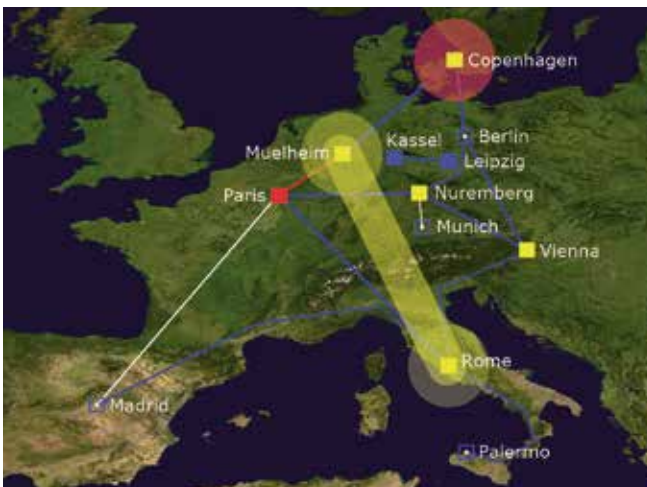 Copenhagen
Berlin
Kassel
Muelheim
Leipzig
Paris
Nuremberg
Munich
Vienna
Rome
Madrid
Palermo